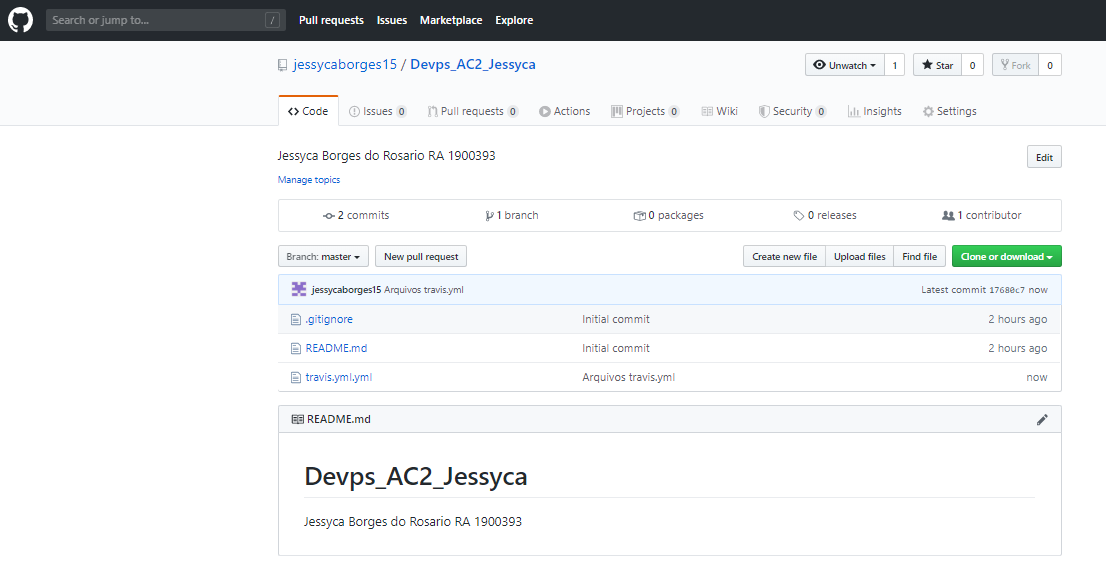 Search or jump to... /
Pull requests Issues Marketplace Explore
jessycaborges15 / Devps_AC2_Jessyca
Unwatch 1 Star 0 Fork 0
Code Issues 0 Pull requests 0 Actions Projects 0 Wiki Security 0 Insights Settings
Jessyca Borges do Rosario RA 1900393
Edit
Manage topics
2 commits 1 branch 0 packages 0 releases 1 contributor
Branch: master New pull request Create new file Upload files Find file Clone or download
jessycaborges15 Arquivos travis.yml Latest commit 17680c7 now
.gitignore Initial commit 2 hours ago
README.md Initial commit 2 hours ago
travis.yml.yml Arquivos travis.yml now
README.md
Devps_AC2_Jessyca
Jessyca Borges do Rosario RA 1900393